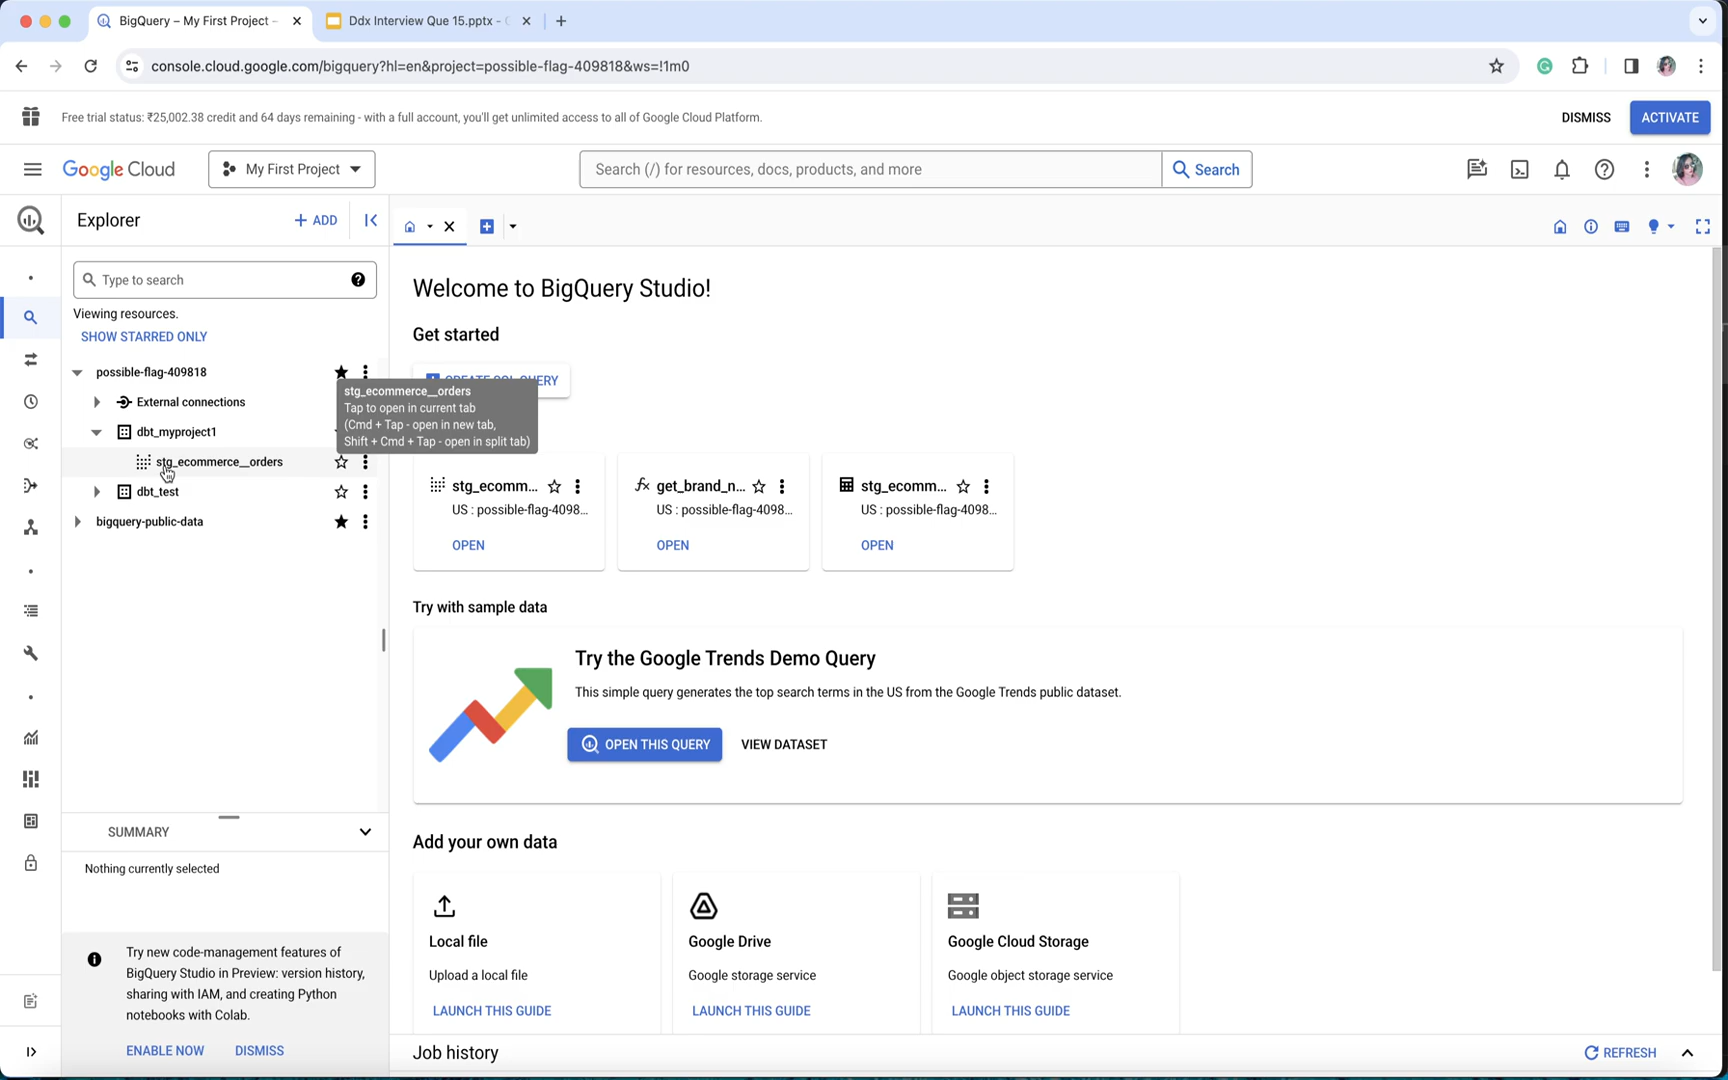 BigQuery – My First Project –
Ddx Interview Que 15.pptx -
console.cloud.google.com/bigquery?hl=en&project=possible-flag-409818&ws=!1m0
Free trial status: ₹25,002.38 credit and 64 days remaining - with a full account, you'll get unlimited access to all of Google Cloud Platform.
DISMISS
ACTIVATE
Google Cloud
My First Project
Search (/) for resources, docs, products, and more
Search
Explorer
+ ADD
Type to search
Viewing resources.
SHOW STARRED ONLY
possible-flag-409818
External connections
dbt_myproject1
stg_ecommerce__orders
dbt_test
bigquery-public-data
stg_ecommerce__orders
Tap to open in current tab
(Cmd + Tap - open in new tab,
Shift + Cmd + Tap - open in split tab)
SUMMARY
Nothing currently selected
Try new code-management features of
BigQuery Studio in Preview: version history,
sharing with IAM, and creating Python
notebooks with Colab.
ENABLE NOW
DISMISS
Welcome to BigQuery Studio!
Get started
CREATE SQL QUERY
stg_ecomm...
US : possible-flag-4098...
OPEN
get_brand_n...
US : possible-flag-4098...
OPEN
stg_ecomm...
US : possible-flag-4098...
OPEN
Try with sample data
Try the Google Trends Demo Query
This simple query generates the top search terms in the US from the Google Trends public dataset.
OPEN THIS QUERY
VIEW DATASET
Add your own data
Local file
Upload a local file
LAUNCH THIS GUIDE
Google Drive
Google storage service
LAUNCH THIS GUIDE
Google Cloud Storage
Google object storage service
LAUNCH THIS GUIDE
Job history
REFRESH